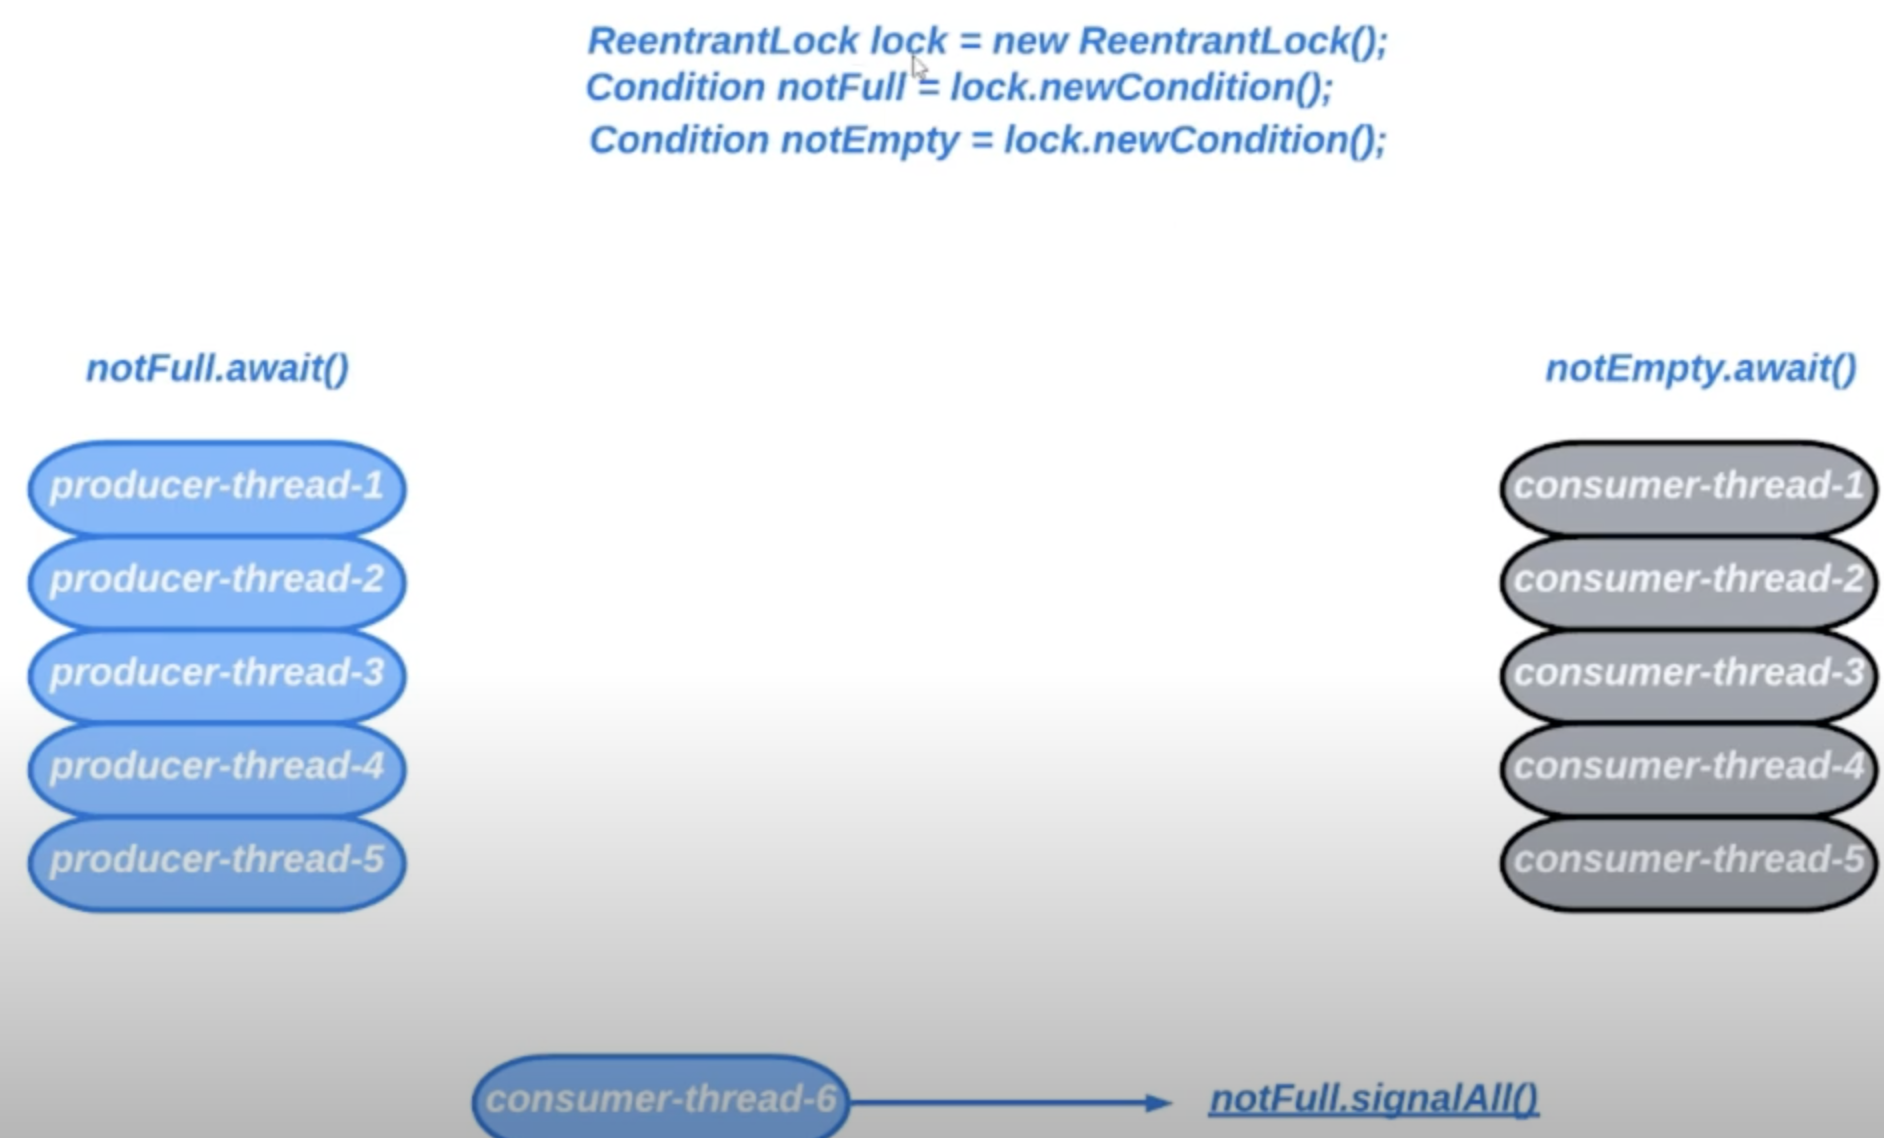 ReentrantLock lock = new ReentrantLock();
Condition notFull = lock.newCondition();
Condition notEmpty = lock.newCondition();
notFull.await()
notEmpty.await()
producer-thread-1
producer-thread-2
producer-thread-3
producer-thread-4
producer-thread-5
consumer-thread-1
consumer-thread-2
consumer-thread-3
consumer-thread-4
consumer-thread-5
consumer-thread-6
notFull.signalAll()